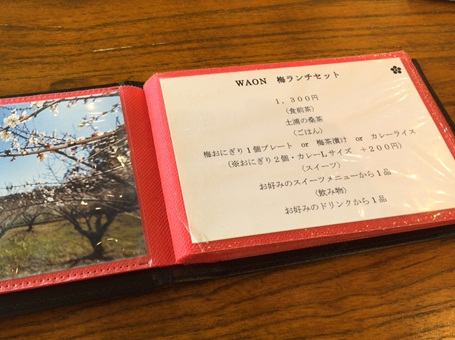 WAON　梅ランチセット
１，３００円
（食前茶）
土浦の桑茶
（ごはん）
梅おにぎり１個プレート　or　梅茶漬け　or　カレーライス
（※おにぎり２個・カレーLサイズ　＋２００円）
（スイーツ）
お好みのスイーツメニューから１品
（飲み物）
お好みのドリンクから１品